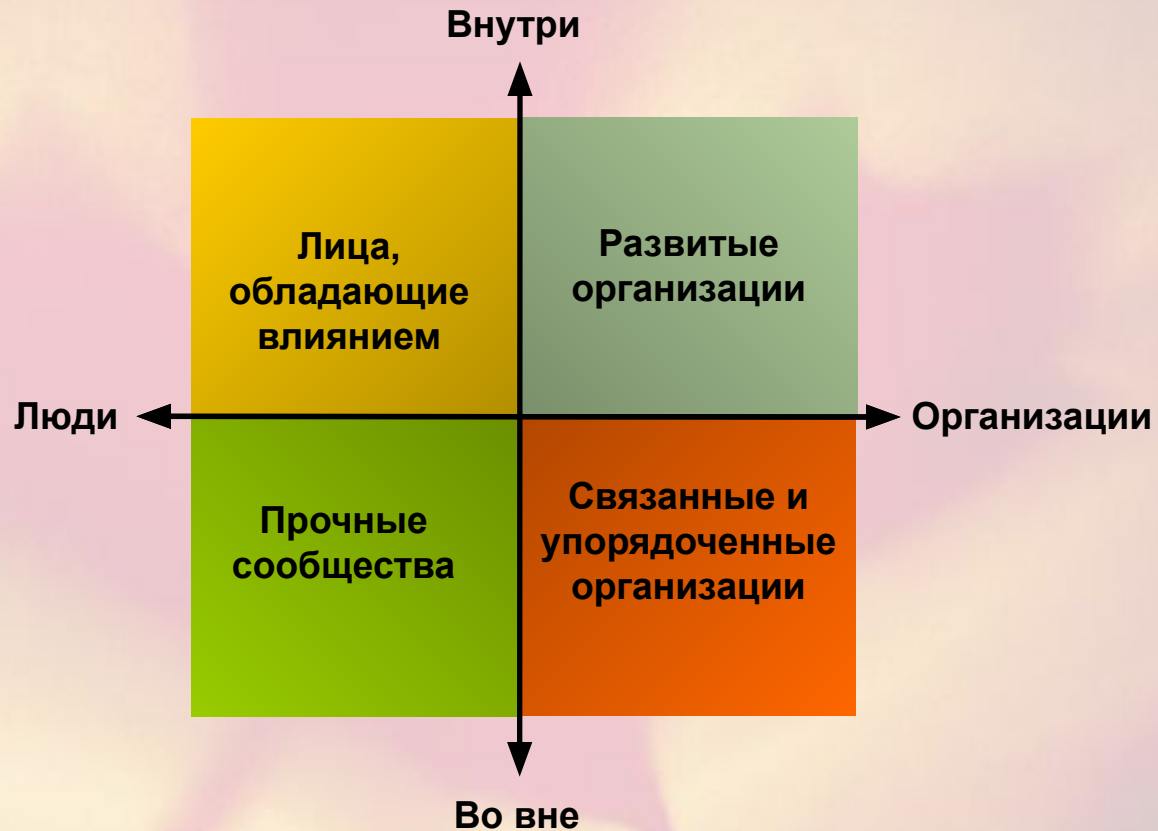 Внутри
Лица,
обладающие
влиянием
Развитые
организации
Люди
Организации
Прочные
сообщества
Связанные и
упорядоченные
организации
Во вне